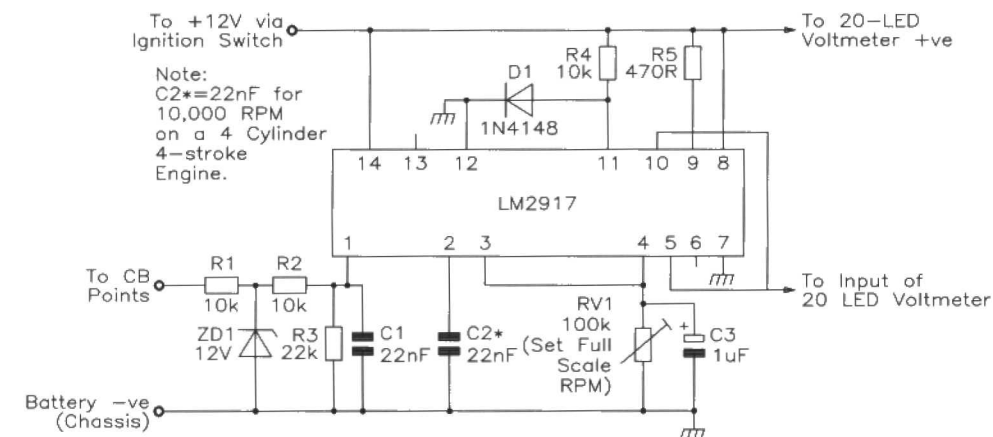 To +12V via
Ignition Switch
To 20-LED
Voltmeter +ve
Note:
C2*=22nF for
10,000 RPM
on a 4 Cylinder
4-stroke
Engine.
D1
1N4148
R4
10k
R5
470R
14 13 12 11 10 9 8
LM2917
1 2 3 4 5 6 7
To CB
Points
R1
10k
R2
10k
ZD1
12V
R3
22k
C1
22nF
C2*
22nF
RV1
100k
(Set Full
Scale
RPM)
+
C3
1uF
To Input of
20 LED Voltmeter
Battery -ve
(Chassis)